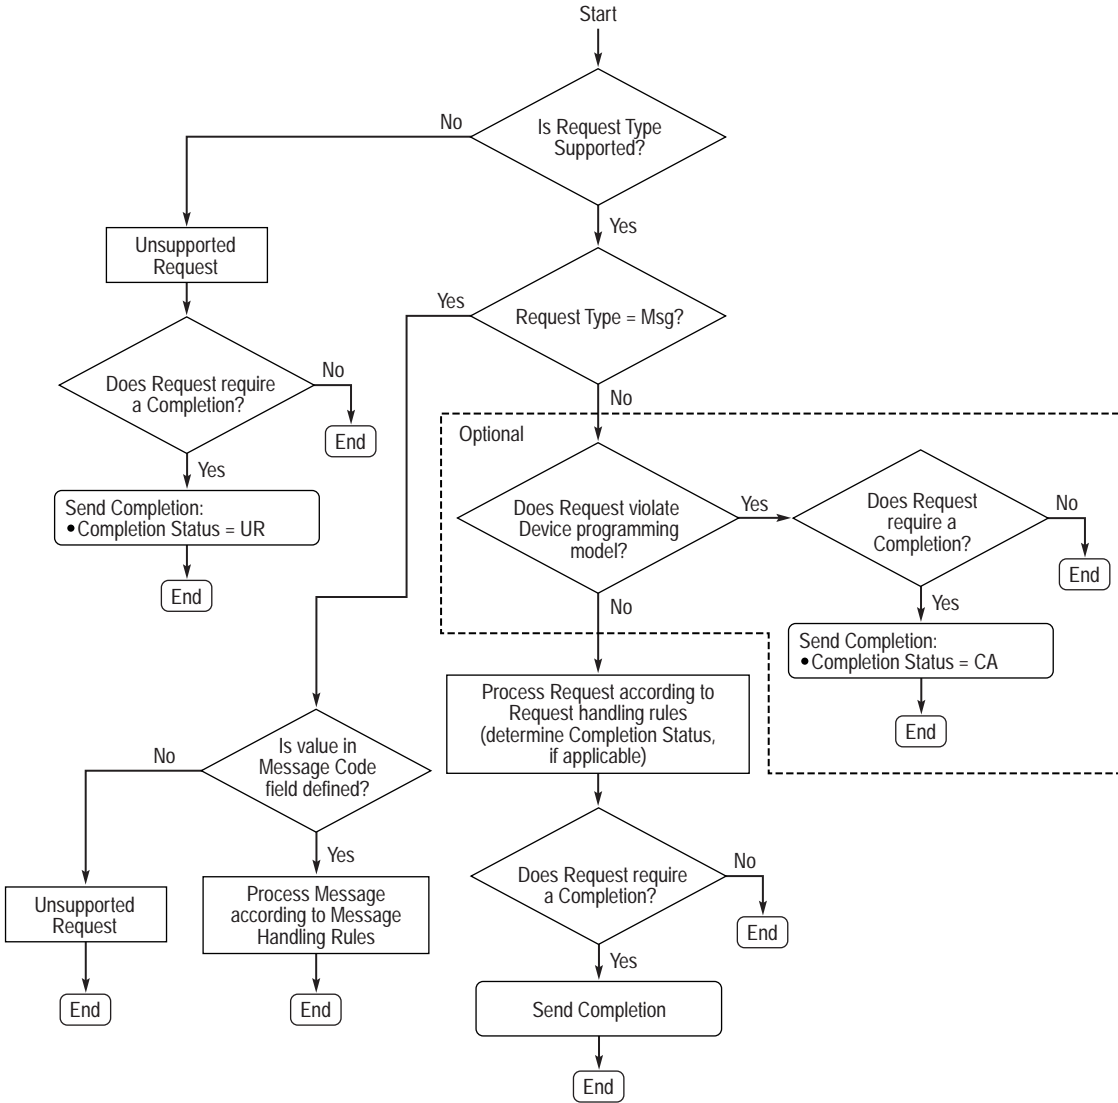 Start
Is Request Type
Supported?
No
Yes
Unsupported
Request
Request Type = Msg?
Yes
No
Does Request require
a Completion?
No
End
Yes
Send Completion:
• Completion Status = UR
End
Optional
Does Request violate
Device programming
model?
Yes
No
Does Request
require a
Completion?
No
End
Yes
Send Completion:
• Completion Status = CA
End
Process Request according to
Request handling rules
(determine Completion Status,
if applicable)
Is value in
Message Code
field defined?
No
Yes
Unsupported
Request
End
Process Message
according to Message
Handling Rules
End
Does Request require
a Completion?
No
End
Yes
Send Completion
End